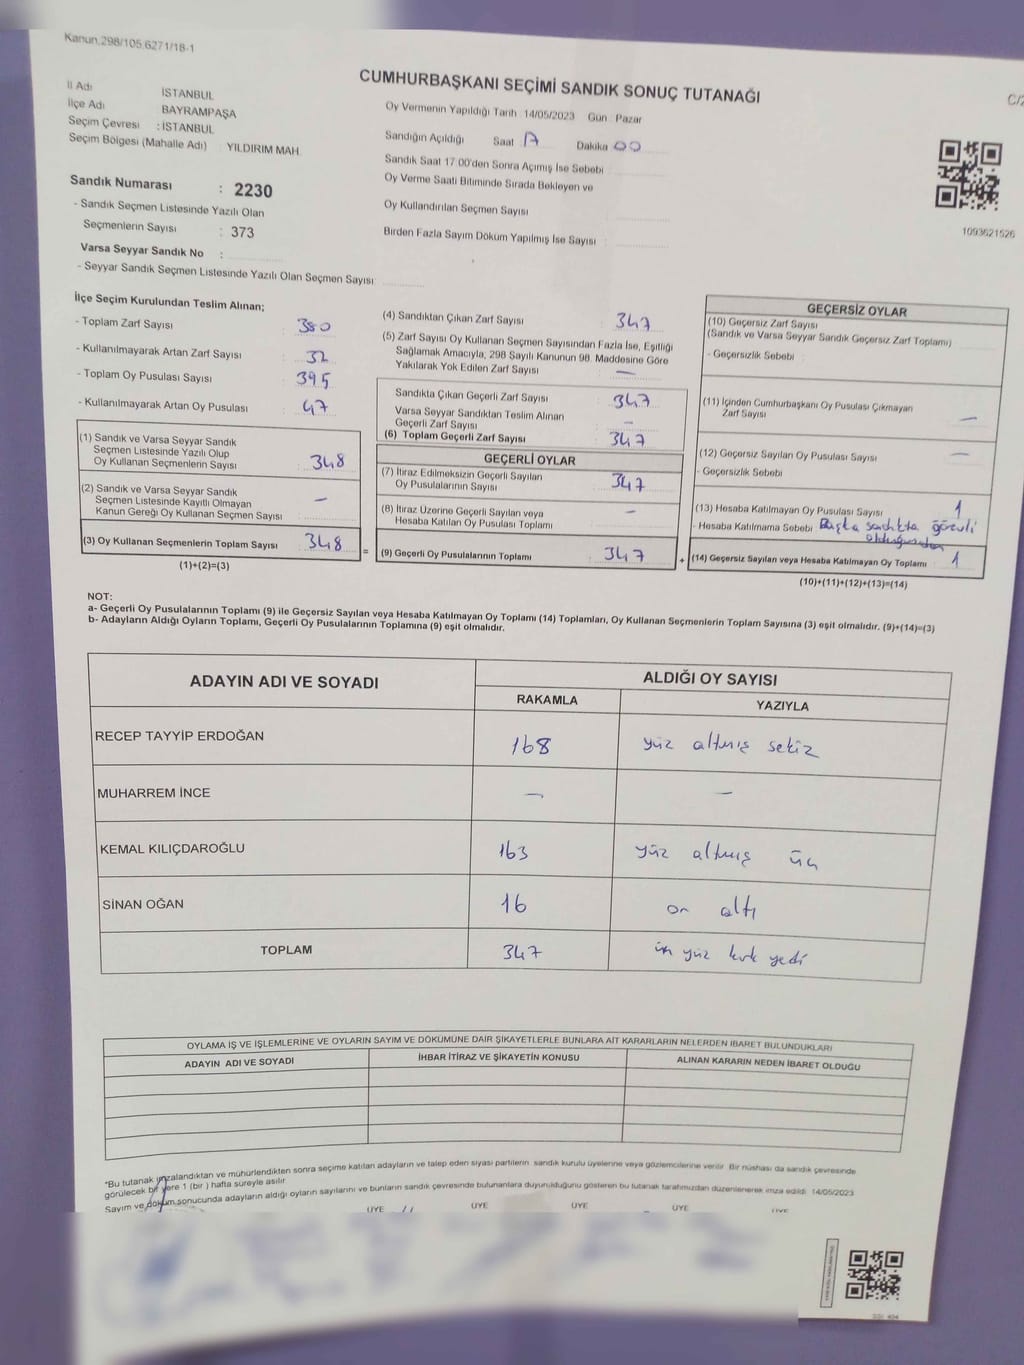 Kanun.298/105.6271/18-1
CUMHURBAŞKANI SEÇİMİ SANDIK SONUÇ TUTANAĞI
İl Adı İSTANBUL
İlçe Adı BAYRAMPAŞA
Seçim Çevresi : İSTANBUL
Seçim Bölgesi (Mahalle Adı) YILDIRIM MAH.
Oy Vermenin Yapıldığı Tarih 14/05/2023 Gün : Pazar
Sandığın Açıldığı Saat 17 Dakika 00
Sandık Saat 17:00'den Sonra Açımış İse Sebebi
Oy Verme Saati Bitiminde Sırada Bekleyen ve
Oy Kullandırılan Seçmen Sayısı
Birden Fazla Sayım Döküm Yapılmış İse Sayısı
1093621526
Sandık Numarası : 2230
- Sandık Seçmen Listesinde Yazılı Olan
Seçmenlerin Sayısı : 373
Varsa Seyyar Sandık No :
- Seyyar Sandık Seçmen Listesinde Yazılı Olan Seçmen Sayısı
İlçe Seçim Kurulundan Teslim Alınan;
- Toplam Zarf Sayısı 380
- Kullanılmayarak Artan Zarf Sayısı 32
- Toplam Oy Pusulası Sayısı 395
- Kullanılmayarak Artan Oy Pusulası 47
(1) Sandık ve Varsa Seyyar Sandık
Seçmen Listesinde Yazılı Olup
Oy Kullanan Seçmenlerin Sayısı 348
(2) Sandık ve Varsa Seyyar Sandık
Seçmen Listesinde Kayıtlı Olmayan
Kanun Gereği Oy Kullanan Seçmen Sayısı —
(3) Oy Kullanan Seçmenlerin Toplam Sayısı 348
(1)+(2)=(3)
=
(4) Sandıktan Çıkan Zarf Sayısı 347
(5) Zarf Sayısı Oy Kullanan Seçmen Sayısından Fazla İse, Eşitliği
Sağlamak Amacıyla, 298 Sayılı Kanunun 98. Maddesine Göre
Yakılarak Yok Edilen Zarf Sayısı —
Sandıkta Çıkan Geçerli Zarf Sayısı 347
Varsa Seyyar Sandıktan Teslim Alınan
Geçerli Zarf Sayısı —
(6) Toplam Geçerli Zarf Sayısı 347
GEÇERLİ OYLAR
(7) İtiraz Edilmeksizin Geçerli Sayılan
Oy Pusulalarının Sayısı 347
(8) İtiraz Üzerine Geçerli Sayılan veya
Hesaba Katılan Oy Pusulası Toplamı —
(9) Geçerli Oy Pusulalarının Toplamı 347
+
GEÇERSİZ OYLAR
(10) Geçersiz Zarf Sayısı
(Sandık ve Varsa Seyyar Sandık Geçersiz Zarf Toplamı)
- Geçersizlik Sebebi :
(11) İçinden Cumhurbaşkanı Oy Pusulası Çıkmayan
Zarf Sayısı —
(12) Geçersiz Sayılan Oy Pusulası Sayısı —
- Geçersizlik Sebebi
(13) Hesaba Katılmayan Oy Pusulası Sayısı 1
- Hesaba Katılmama Sebebi Başka sandıkta görevli
olduğundan
(14) Geçersiz Sayılan veya Hesaba Katılmayan Oy Toplamı 1
(10)+(11)+(12)+(13)=(14)
NOT:
a- Geçerli Oy Pusulalarının Toplamı (9) ile Geçersiz Sayılan veya Hesaba Katılmayan Oy Toplamı (14) Toplamları, Oy Kullanan Seçmenlerin Toplam Sayısına (3) eşit olmalıdır. (9)+(14)=(3)
b- Adayların Aldığı Oyların Toplamı, Geçerli Oy Pusulalarının Toplamına (9) eşit olmalıdır.
ADAYIN ADI VE SOYADI ALDIĞI OY SAYISI
RAKAMLA YAZIYLA
RECEP TAYYİP ERDOĞAN 168 yüz altmış sekiz
MUHARREM İNCE — —
KEMAL KILIÇDAROĞLU 163 yüz altmış üç
SİNAN OĞAN 16 on altı
TOPLAM 347 üç yüz kırk yedi
OYLAMA İŞ VE İŞLEMLERİNE VE OYLARIN SAYIM VE DÖKÜMÜNE DAİR ŞİKAYETLERLE BUNLARA AİT KARARLARIN NELERDEN İBARET BULUNDUKLARI
ADAYIN ADI VE SOYADI İHBAR İTİRAZ VE ŞİKAYETİN KONUSU ALINAN KARARIN NEDEN İBARET OLDUĞU
*Bu tutanak imzalandıktan ve mühürlendikten sonra seçime katılan adayların ve talep eden siyasi partilerin sandık kurulu üyelerine veya gözlemcilerine verilir. Bir nüshası da sandık çevresinde
görülecek bir yere 1 (bir) hafta süreyle asılır.
Sayım ve döküm sonucunda adayların aldığı oyların sayılarını ve bunların sandık çevresinde bulunanlara duyurulduğunu gösteren bu tutanak tarafımızdan düzenlenerek imza edildi. 14/05/2023
ÜYE ÜYE ÜYE ÜYE ÜYE